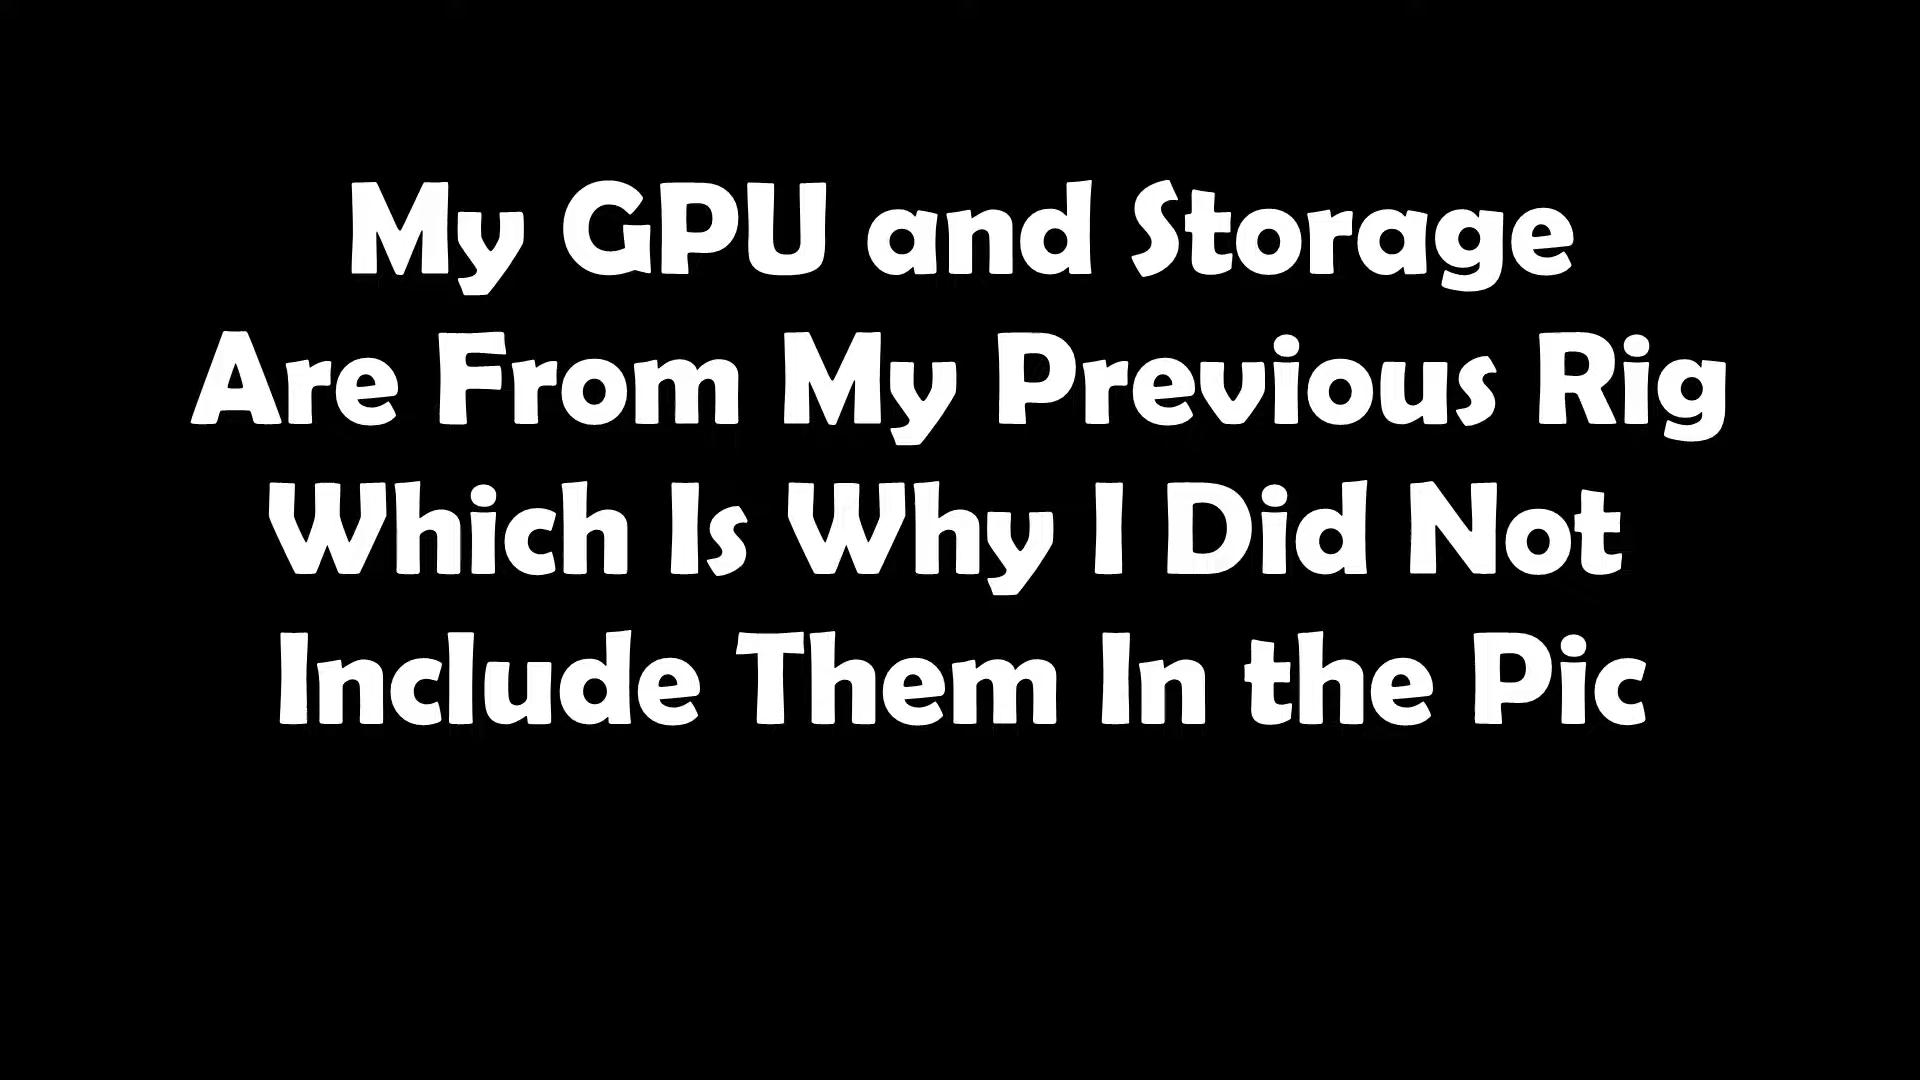 My GPU and Storage
Are From My Previous Rig
Which Is Why I Did Not
Include Them In the Pic